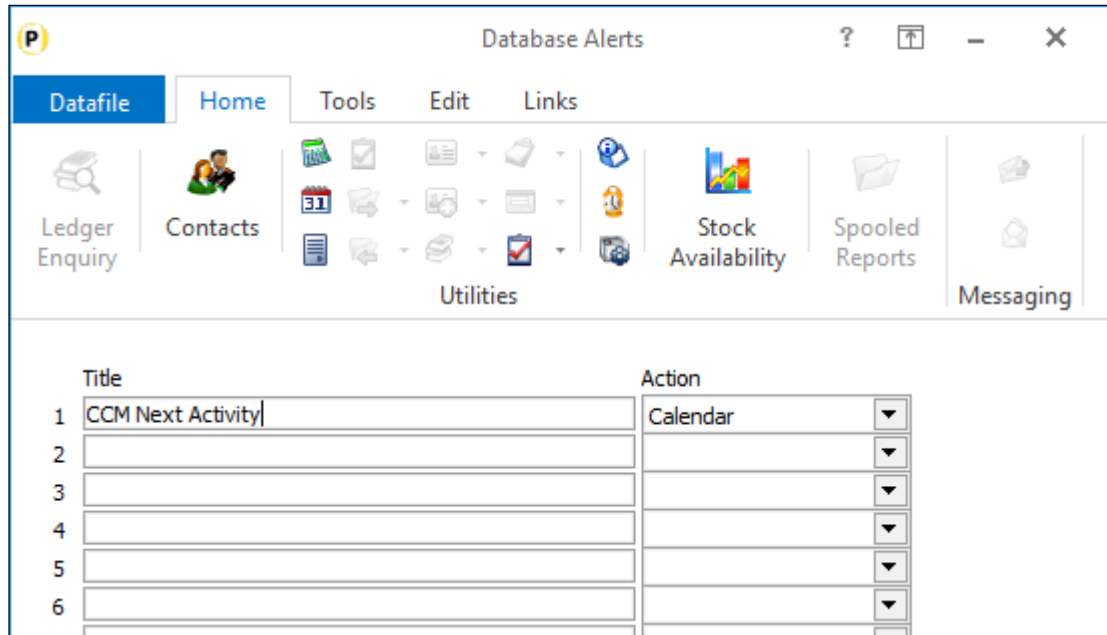 P Database Alerts ?
Datafile Home Tools Edit Links
31
Ledger Enquiry
Contacts
Stock Availability
Spooled Reports
Utilities
Messaging
Title Action
1 CCM Next Activity Calendar
2
3
4
5
6